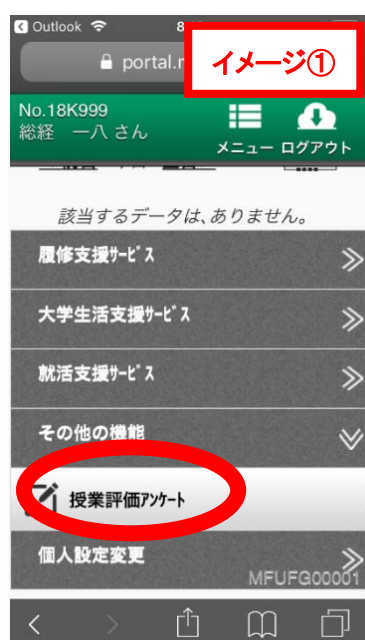 Outlook
イメージ①
portal.r
No.18K999
総経 一八 さん
メニュー ログアウト
該当するデータは、ありません。
履修支援ｻｰﾋﾞｽ
大学生活支援ｻｰﾋﾞｽ
就活支援ｻｰﾋﾞｽ
その他の機能
授業評価ｱﾝｹｰﾄ
個人設定変更
MFUFG00001